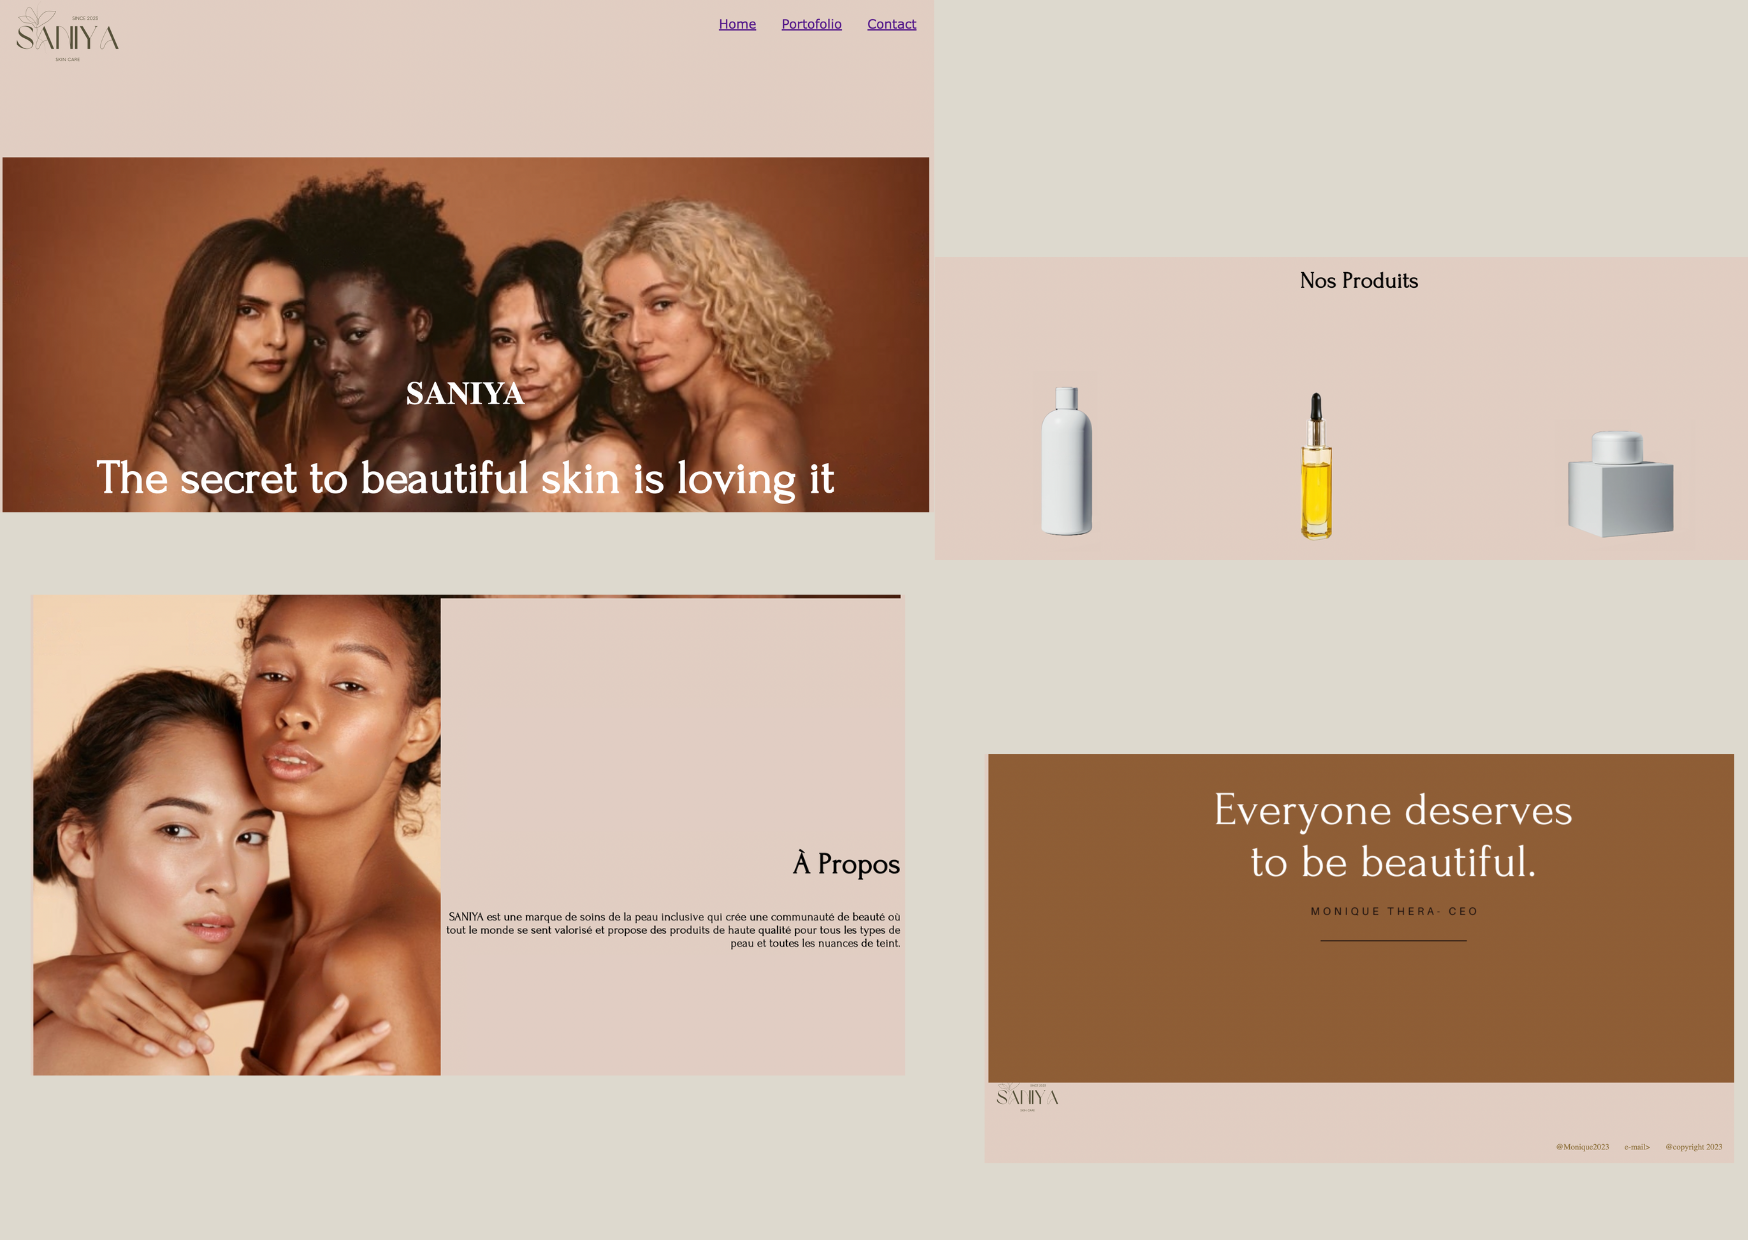 SINCE 2023
SANIYA
SKIN CARE
Home Portofolio Contact
SANIYA
The secret to beautiful skin is loving it
À Propos
SANIYA est une marque de soins de la peau inclusive qui crée une communauté de beauté où
tout le monde se sent valorisé et propose des produits de haute qualité pour tous les types de
peau et toutes les nuances de teint.
Nos Produits
Everyone deserves
to be beautiful.
MONIQUE THERA- CEO
SANIYA
SKIN CARE
@Monique2023 e-mail> @copyright 2023